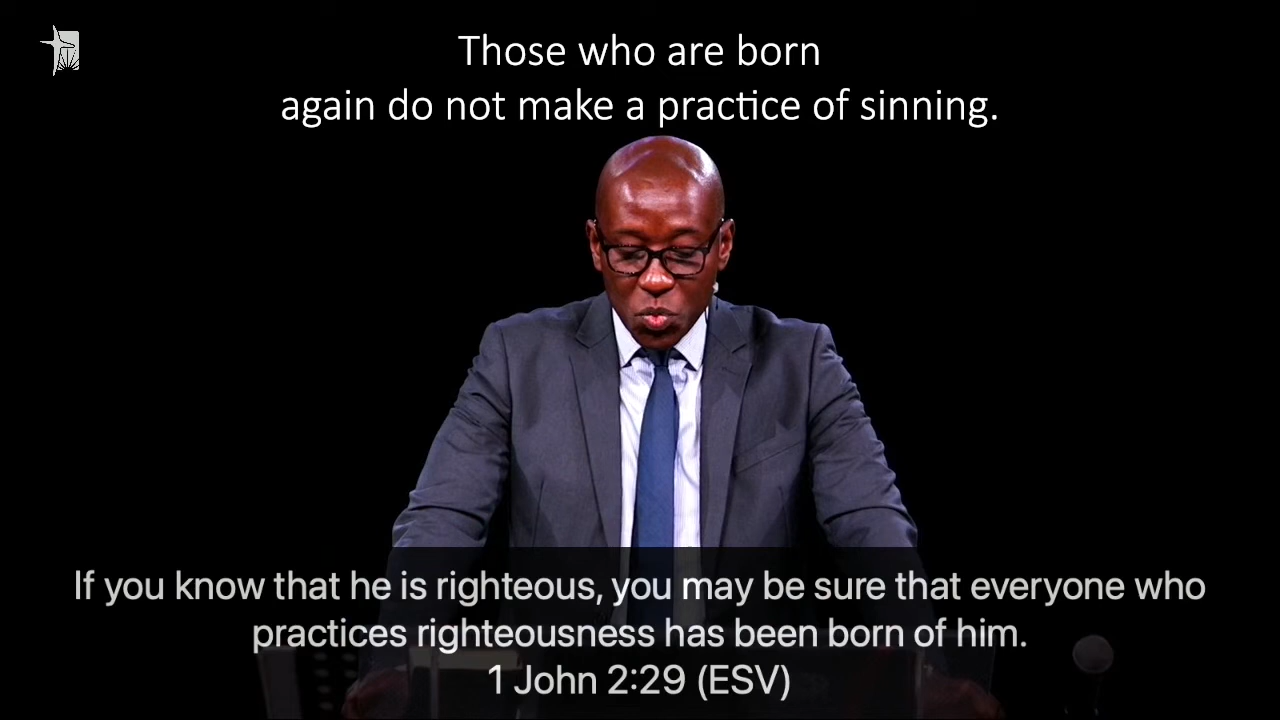 Those who are born
again do not make a practice of sinning.
If you know that he is righteous, you may be sure that everyone who
practices righteousness has been born of him.
1 John 2:29 (ESV)